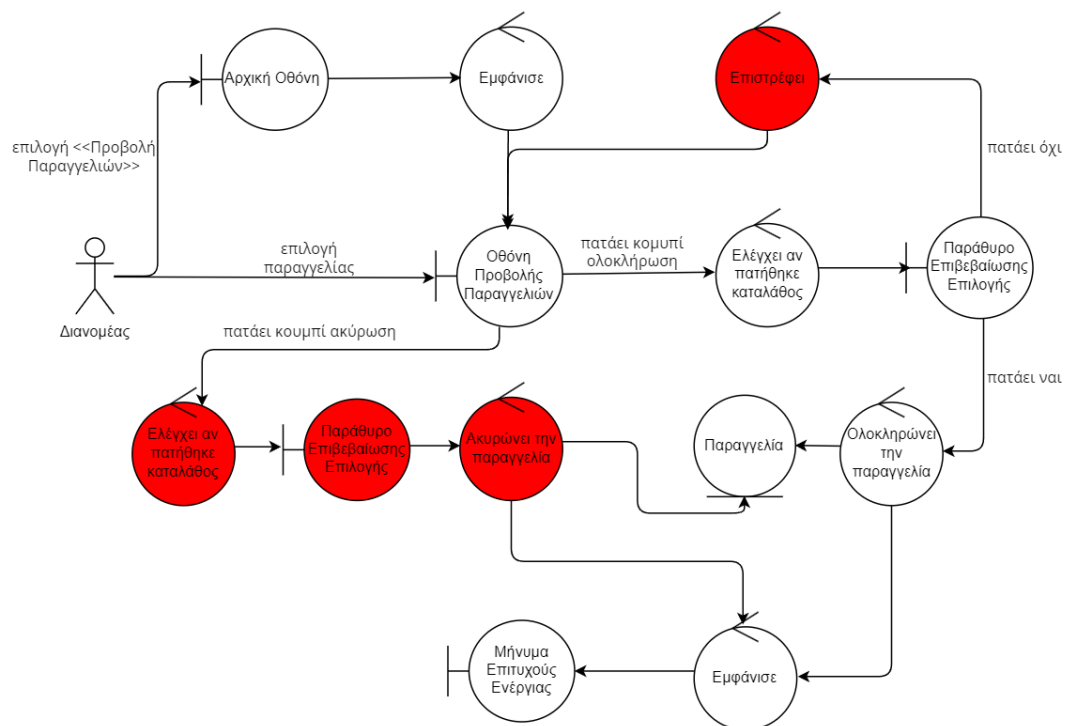 Αρχική Οθόνη
Εμφάνισε
Επιστρέφει
επιλογή <<Προβολή
Παραγγελιών>>
πατάει όχι
επιλογή
παραγγελίας
Οθόνη
Προβολής
Παραγγελιών
πατάει κομυπί
ολοκλήρωση
Ελέγχει αν
πατήθηκε
καταλάθος
Παράθυρο
Επιβεβαίωσης
Επιλογής
Διανομέας
πατάει κουμπί ακύρωση
πατάει ναι
Ελέγχει αν
πατήθηκε
καταλάθος
Παράθυρο
Επιβεβαίωσης
Επιλογής
Ακυρώνει την
παραγγελία
Παραγγελία
Ολοκληρώνει
την
παραγγελία
Μήνυμα
Επιτυχούς
Ενέργιας
Εμφάνισε